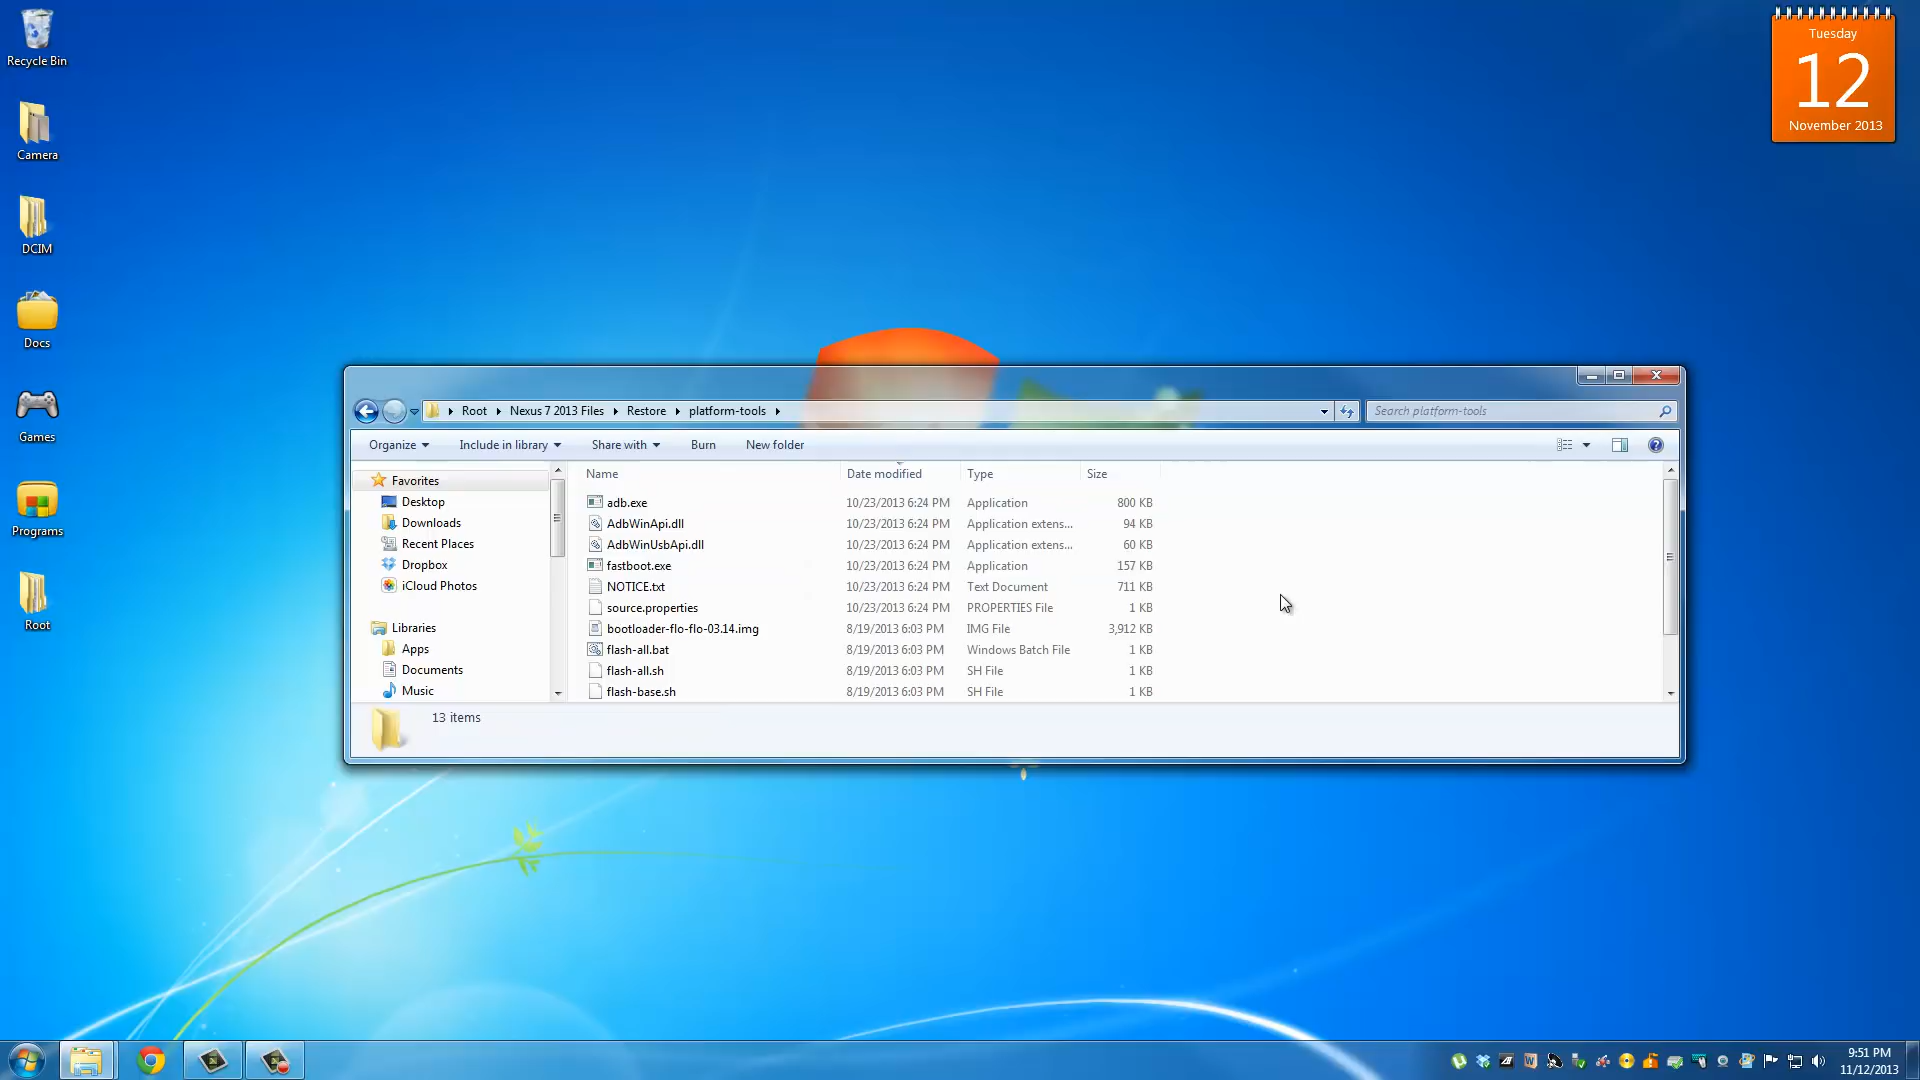 Recycle Bin
Camera
DCIM
Docs
Games
Programs
Root
Tuesday
12
November 2013
Root
Nexus 7 2013 Files
Restore
platform-tools
Search platform-tools
Organize
Include in library
Share with
Burn
New folder
Favorites
Desktop
Downloads
Recent Places
Dropbox
iCloud Photos
Libraries
Apps
Documents
Music
Name Date modified Type Size
adb.exe 10/23/2013 6:24 PM Application 800 KB
AdbWinApi.dll 10/23/2013 6:24 PM Application extens... 94 KB
AdbWinUsbApi.dll 10/23/2013 6:24 PM Application extens... 60 KB
fastboot.exe 10/23/2013 6:24 PM Application 157 KB
NOTICE.txt 10/23/2013 6:24 PM Text Document 711 KB
source.properties 10/23/2013 6:24 PM PROPERTIES File 1 KB
bootloader-flo-flo-03.14.img 8/19/2013 6:03 PM IMG File 3,912 KB
flash-all.bat 8/19/2013 6:03 PM Windows Batch File 1 KB
flash-all.sh 8/19/2013 6:03 PM SH File 1 KB
flash-base.sh 8/19/2013 6:03 PM SH File 1 KB
13 items
9:51 PM
11/12/2013